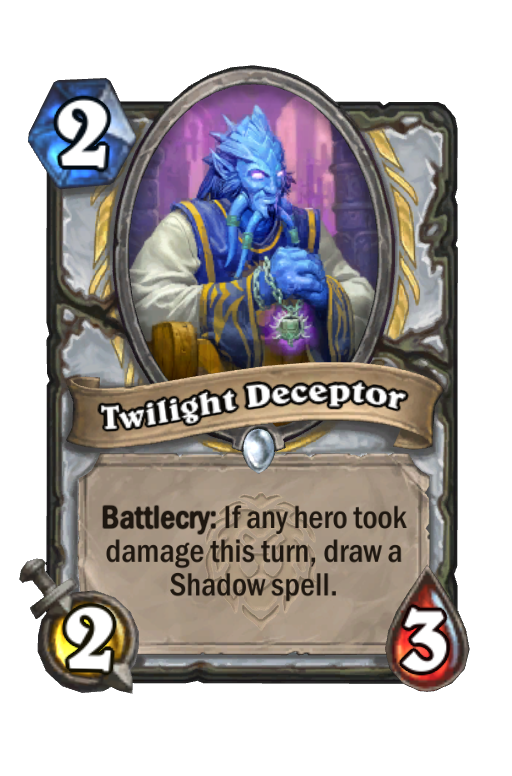 2
Twilight Deceptor
Battlecry: If any hero took
damage this turn, draw a
Shadow spell.
2
3